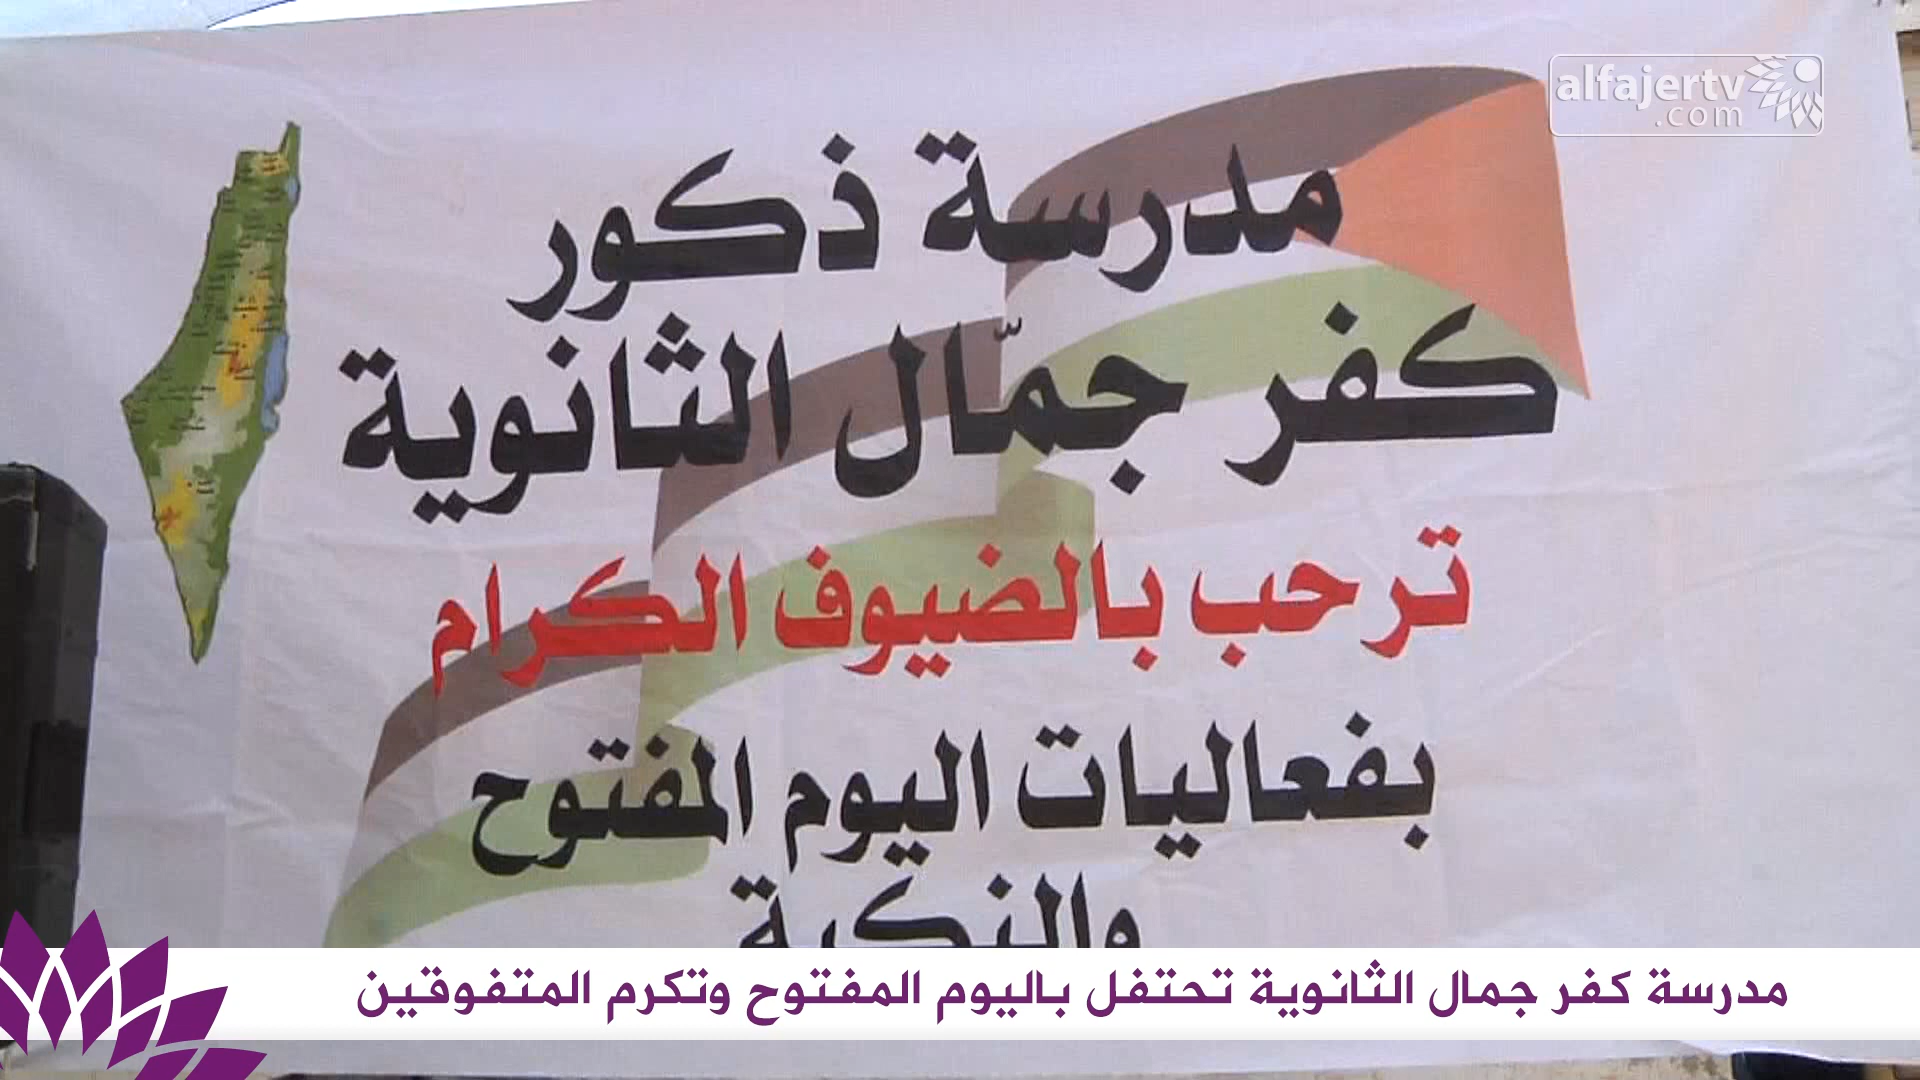 alfajertv
.com
مدرسة ذكور
كفر جمّال الثانوية
ترحب بالضيوف الكرام
بفعاليات اليوم المفتوح
والنكبة
مدرسة كفر جمال الثانوية تحتفل باليوم المفتوح وتكرم المتفوقين